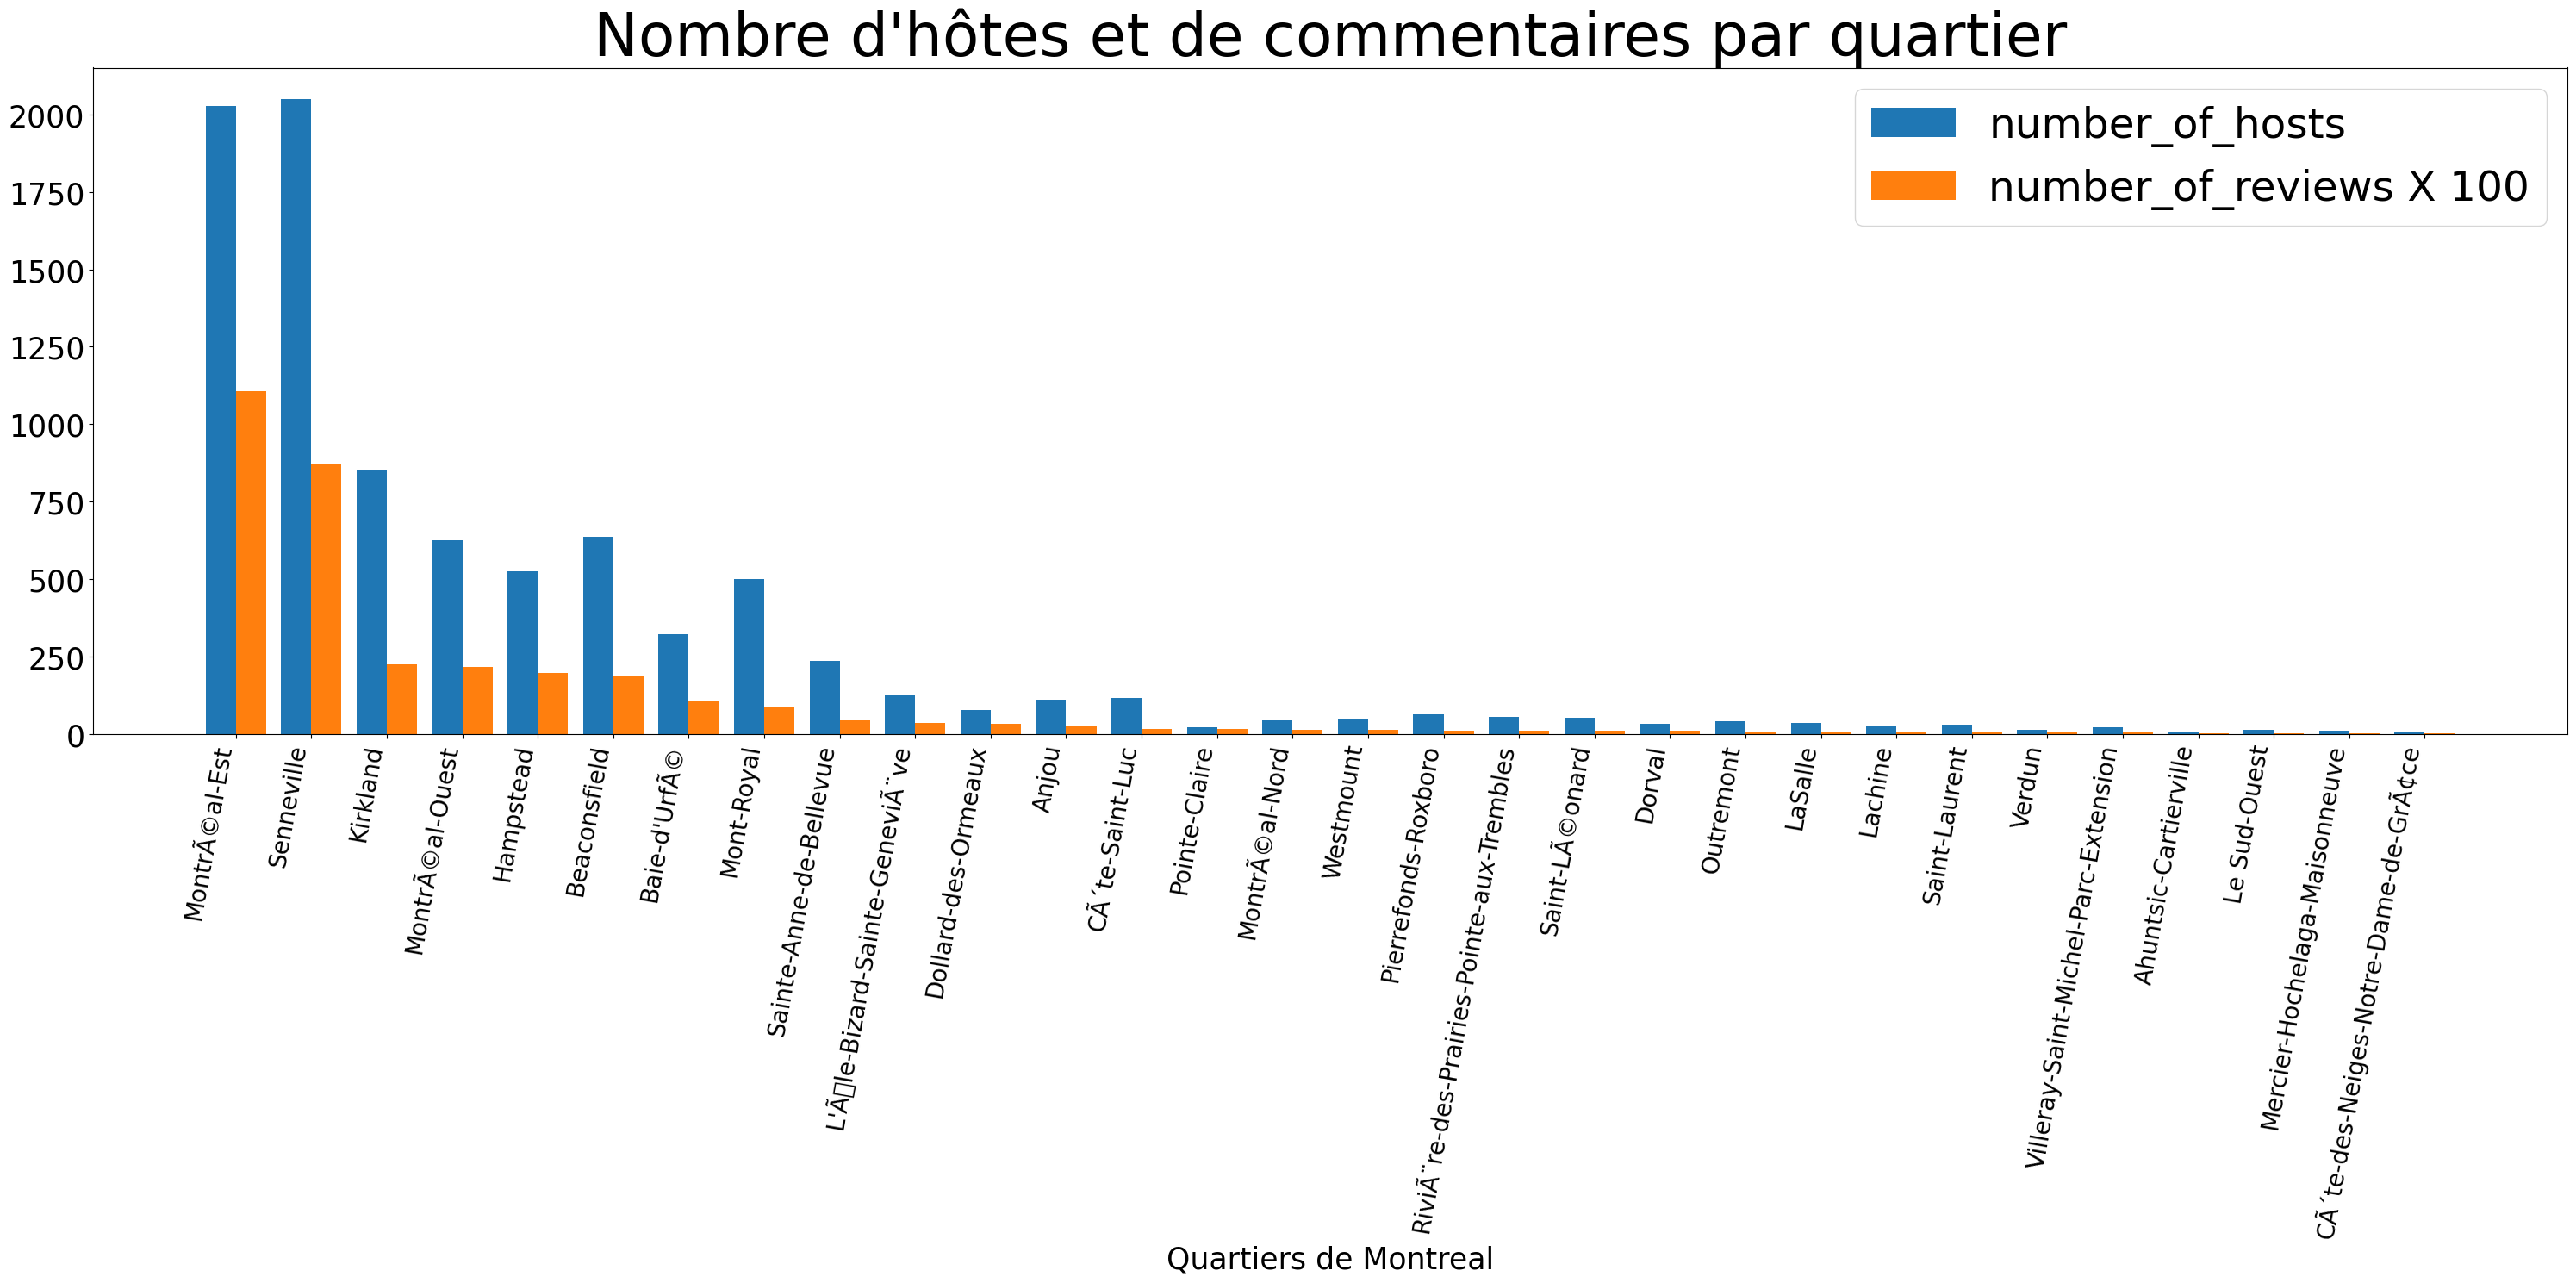 Nombre d'hôtes et de commentaires par quartier
number_of_hosts
number_of_reviews X 100
2000
1750
1500
1250
1000
750
500
250
0
MontrÃ©al-Est
Senneville
Kirkland
MontrÃ©al-Ouest
Hampstead
Beaconsfield
Baie-d'UrfÃ©
Mont-Royal
Sainte-Anne-de-Bellevue
L'Ã▯le-Bizard-Sainte-GeneviÃ¨ve
Dollard-des-Ormeaux
Anjou
CÃ´te-Saint-Luc
Pointe-Claire
MontrÃ©al-Nord
Westmount
Pierrefonds-Roxboro
RiviÃ¨re-des-Prairies-Pointe-aux-Trembles
Saint-LÃ©onard
Dorval
Outremont
LaSalle
Lachine
Saint-Laurent
Verdun
Villeray-Saint-Michel-Parc-Extension
Ahuntsic-Cartierville
Le Sud-Ouest
Mercier-Hochelaga-Maisonneuve
CÃ´te-des-Neiges-Notre-Dame-de-GrÃ¢ce
Quartiers de Montreal